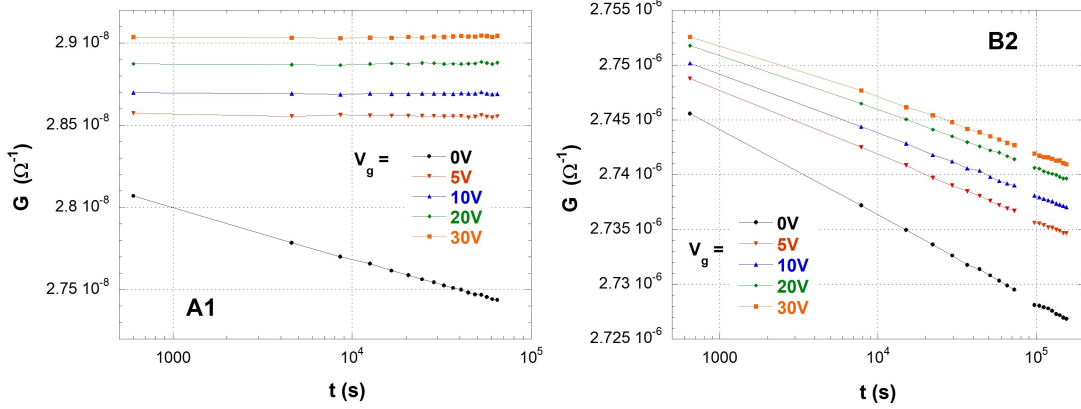 2.9 10⁻⁸
2.85 10⁻⁸
2.8 10⁻⁸
2.75 10⁻⁸
G (Ω⁻¹)
V_g =
0V
5V
10V
20V
30V
A1
1000
10⁴
10⁵
t (s)
2.755 10⁻⁶
2.75 10⁻⁶
2.745 10⁻⁶
2.74 10⁻⁶
2.735 10⁻⁶
2.73 10⁻⁶
2.725 10⁻⁶
G (Ω⁻¹)
B2
V_g =
0V
5V
10V
20V
30V
1000
10⁴
10⁵
t (s)